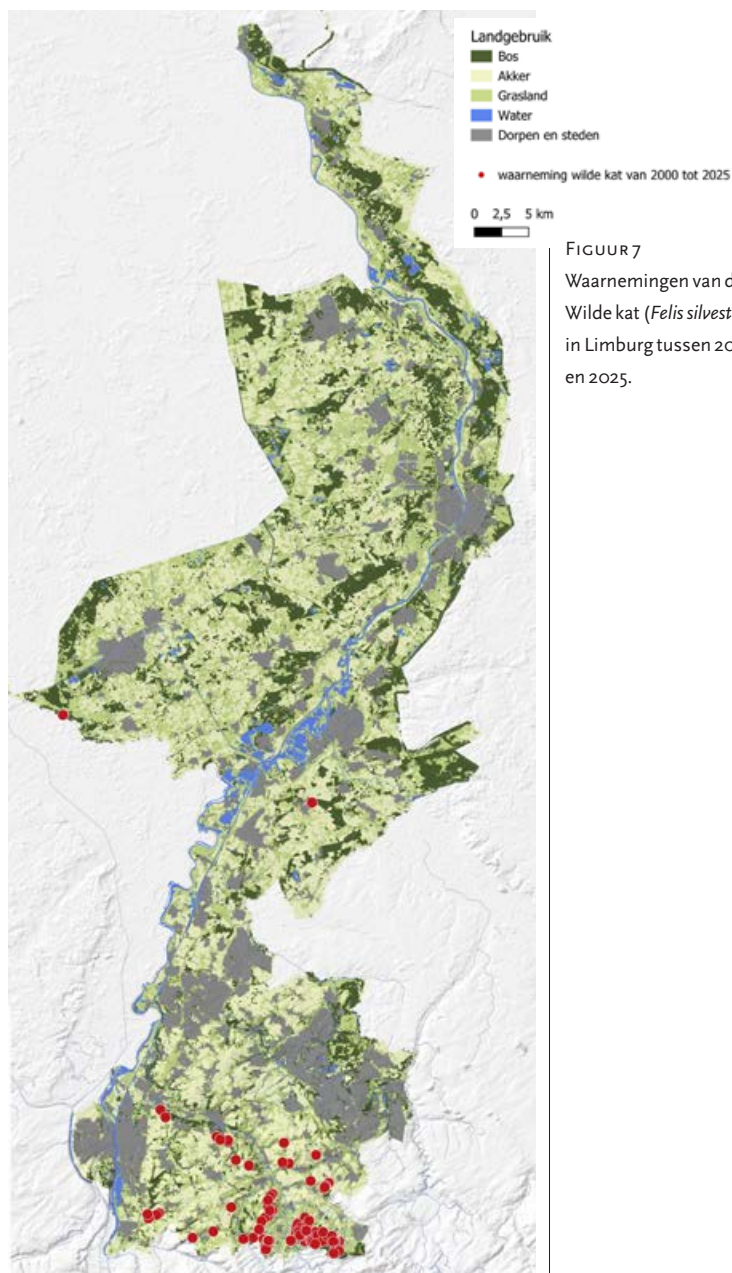 Landgebruik
Bos
Akker
Grasland
Water
Dorpen en steden
waarneming wilde kat van 2000 tot 2025
0 2,5 5 km
FIGUUR 7
Waarnemingen van d
Wilde kat (Felis silvest
in Limburg tussen 20
en 2025.